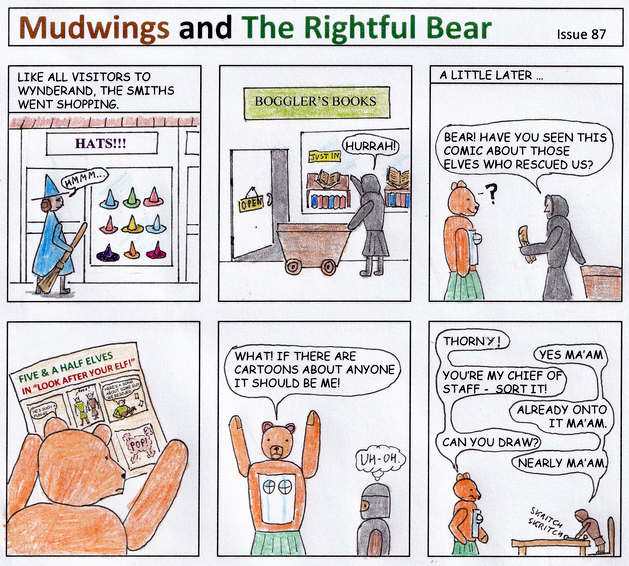 Mudwings and The Rightful Bear
Issue 87
LIKE ALL VISITORS TO
WYNDERAND, THE SMITHS
WENT SHOPPING.
HATS!!!
HMMM...
BOGGLER'S BOOKS
JUST IN
HURRAH!
OPEN
A LITTLE LATER ...
BEAR! HAVE YOU SEEN THIS
COMIC ABOUT THOSE
ELVES WHO RESCUED US?
?
FIVE & A HALF ELVES
IN "LOOK AFTER YOUR ELF!"
POP!
WHAT! IF THERE ARE
CARTOONS ABOUT ANYONE
IT SHOULD BE ME!
UH-OH.
THORNY!
YES MA'AM
YOU'RE MY CHIEF OF
STAFF - SORT IT!
ALREADY ONTO
IT MA'AM.
CAN YOU DRAW?
NEARLY MA'AM.
SKRITCH
SKRITCH